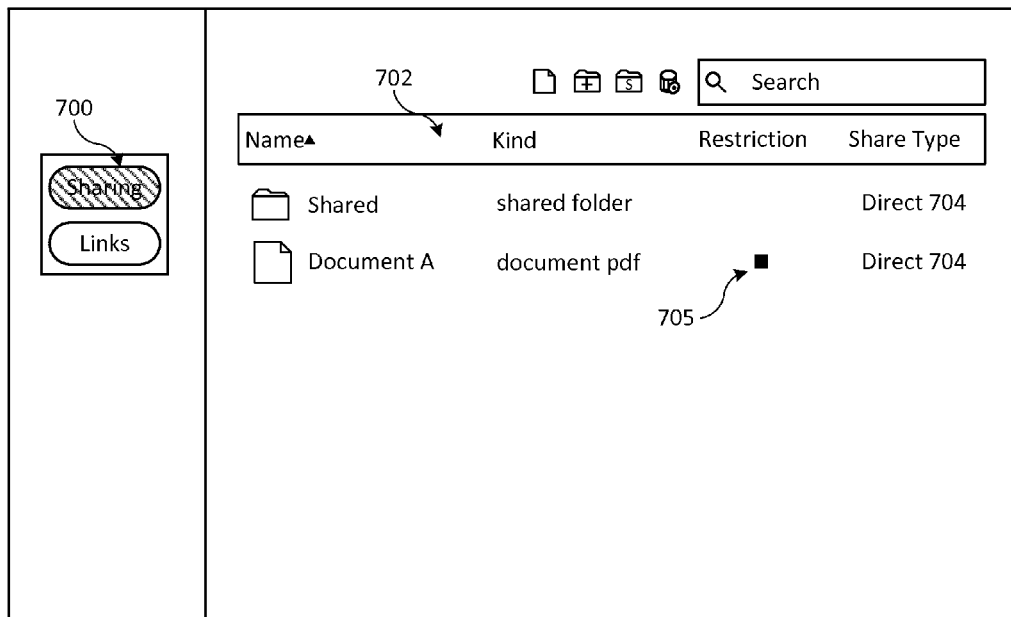 702
Search
700
Name▲ Kind Restriction Share Type
Sharing
Shared shared folder Direct 704
Links
Document A document pdf Direct 704
705